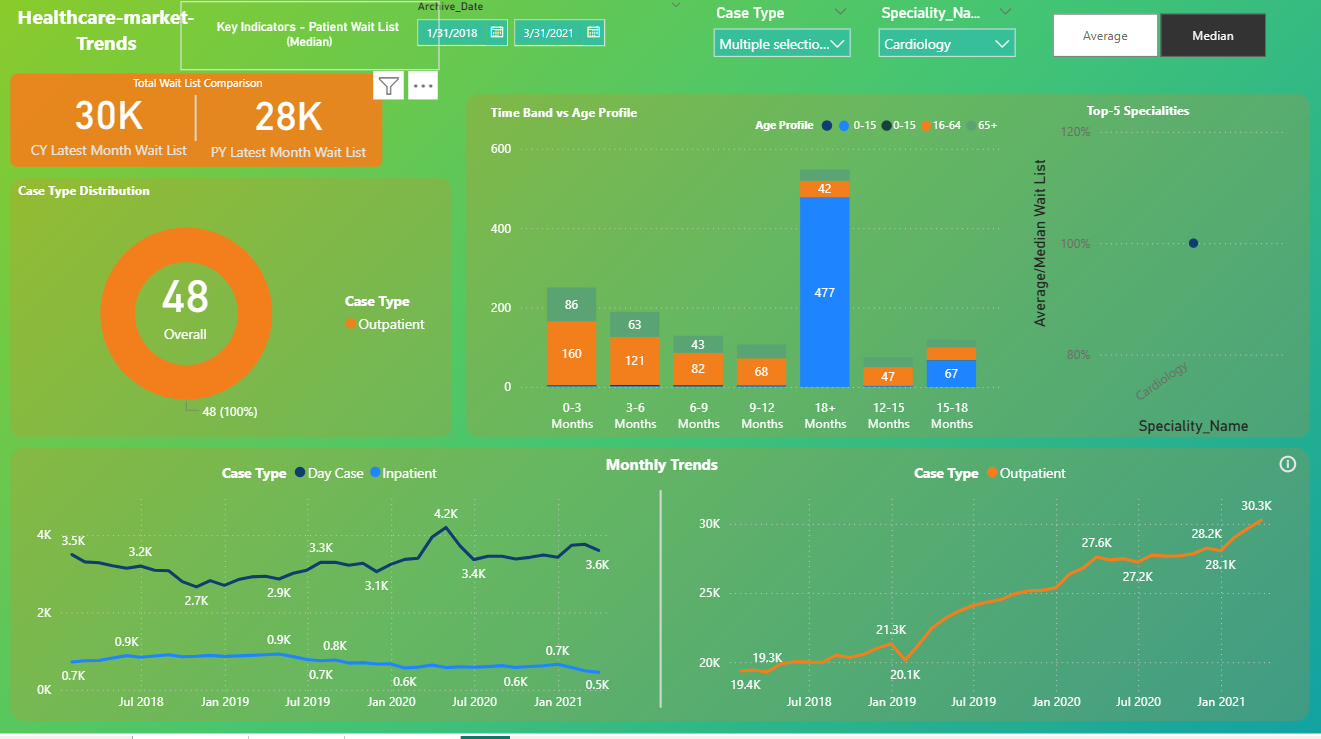 Healthcare-market-
Trends
Key Indicators - Patient Wait List
(Median)
Archive_Date
1/31/2018
3/31/2021
Case Type
Multiple selectio...
Speciality_Na...
Cardiology
Average
Median
Total Wait List Comparison
30K
CY Latest Month Wait List
28K
PY Latest Month Wait List
Case Type Distribution
48
Overall
48 (100%)
Case Type
Outpatient
Time Band vs Age Profile
Age Profile 0-15 0-15 16-64 65+
600
400
200
0
86
160
63
121
43
82
68
42
477
47
67
0-3
Months
3-6
Months
6-9
Months
9-12
Months
18+
Months
12-15
Months
15-18
Months
Top-5 Specialities
Average/Median Wait List
120%
100%
80%
Cardiology
Speciality_Name
Monthly Trends
Case Type Day Case Inpatient
4K
2K
0K
3.5K
3.2K
2.7K
2.9K
3.3K
3.1K
4.2K
3.4K
3.6K
0.7K
0.9K
0.9K
0.7K
0.8K
0.6K
0.6K
0.7K
0.5K
Jul 2018
Jan 2019
Jul 2019
Jan 2020
Jul 2020
Jan 2021
Case Type Outpatient
30K
25K
20K
19.4K
19.3K
21.3K
20.1K
27.6K
27.2K
28.2K
28.1K
30.3K
Jul 2018
Jan 2019
Jul 2019
Jan 2020
Jul 2020
Jan 2021